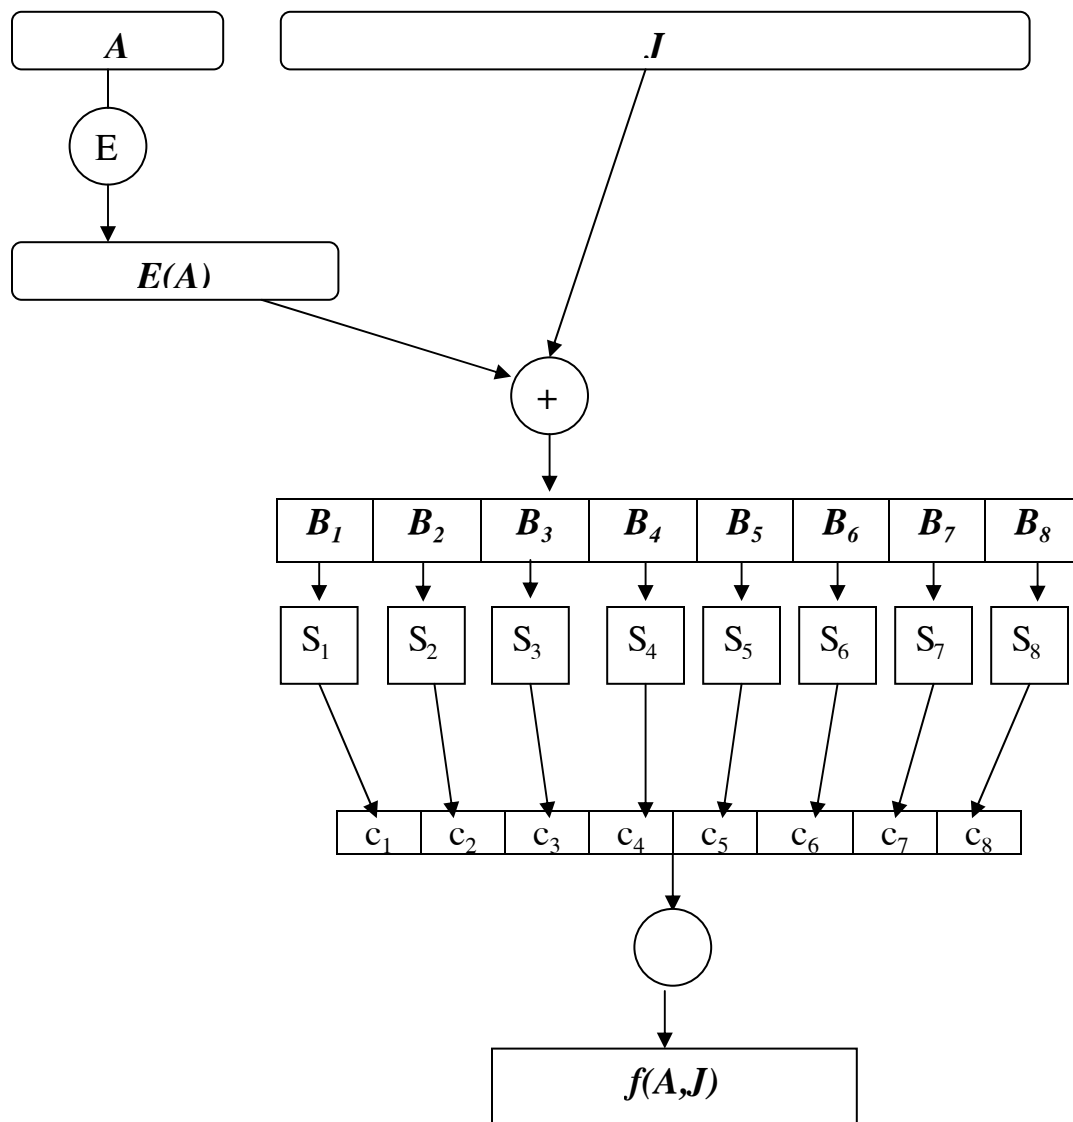 A J
E
E(A)
+
B₁ B₂ B₃ B₄ B₅ B₆ B₇ B₈
S₁ S₂ S₃ S₄ S₅ S₆ S₇ S₈
c₁ c₂ c₃ c₄ c₅ c₆ c₇ c₈
f(A,J)